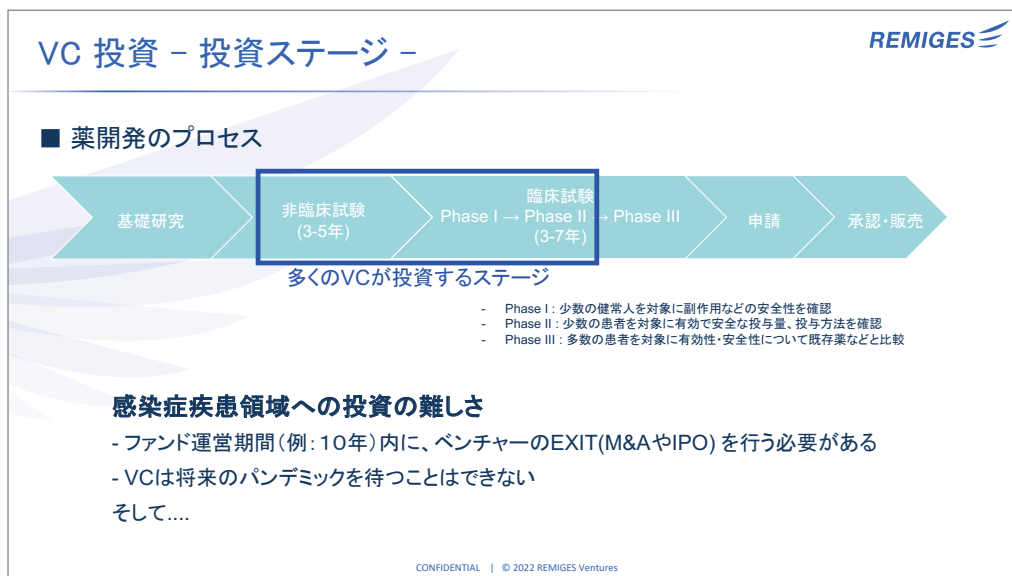 VC 投資 – 投資ステージ –
REMIGES
■ 薬開発のプロセス
基礎研究
非臨床試験
(3-5年)
臨床試験
Phase I → Phase II → Phase III
(3-7年)
申請
承認・販売
多くのVCが投資するステージ
- Phase I : 少数の健常人を対象に副作用などの安全性を確認
- Phase II : 少数の患者を対象に有効で安全な投与量、投与方法を確認
- Phase III : 多数の患者を対象に有効性・安全性について既存薬などと比較
感染症疾患領域への投資の難しさ
- ファンド運営期間（例：１０年）内に、ベンチャーのEXIT(M&AやIPO) を行う必要がある
- VCは将来のパンデミックを待つことはできない
そして....
CONFIDENTIAL | © 2022 REMIGES Ventures